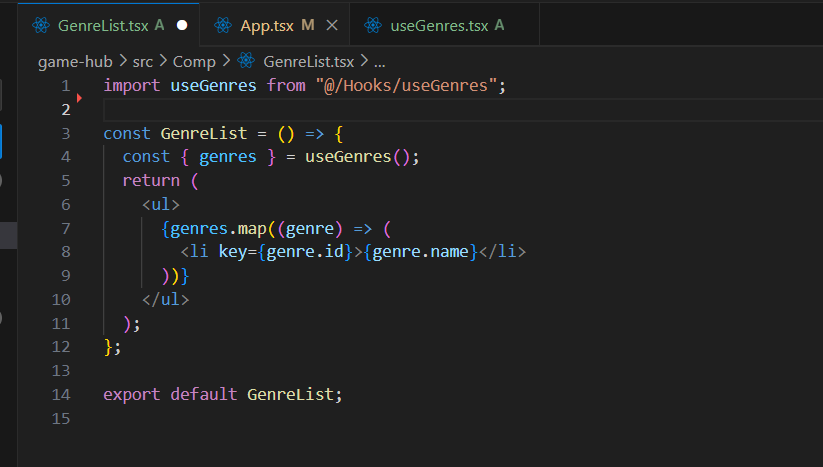 GenreList.tsx A App.tsx M useGenres.tsx A
game-hub > src > Comp > GenreList.tsx > ...
1 import useGenres from "@/Hooks/useGenres";
2
3 const GenreList = () => {
4   const { genres } = useGenres();
5   return (
6     <ul>
7       {genres.map((genre) => (
8         <li key={genre.id}>{genre.name}</li>
9       ))}
10     </ul>
11   );
12 };
13
14 export default GenreList;
15